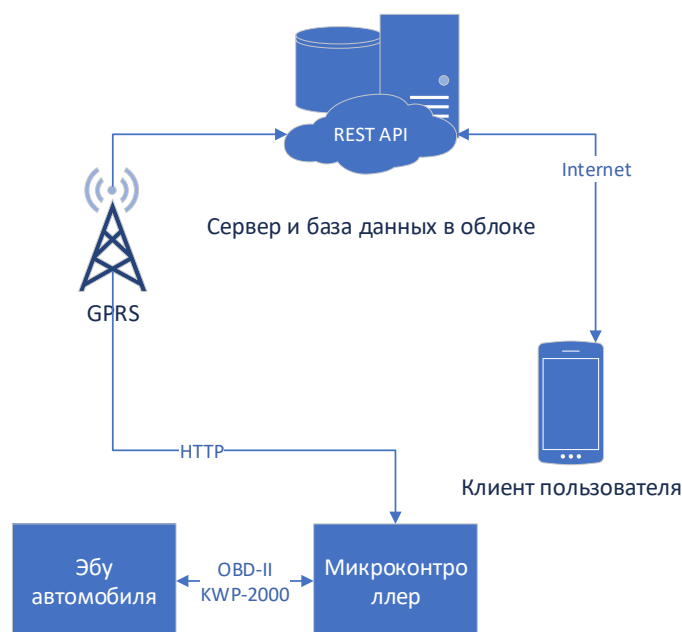 REST API
Internet
Сервер и база данных в облоке
GPRS
HTTP
Клиент пользователя
Эбу
автомобиля
OBD-II
KWP-2000
Микроконтро
ллер